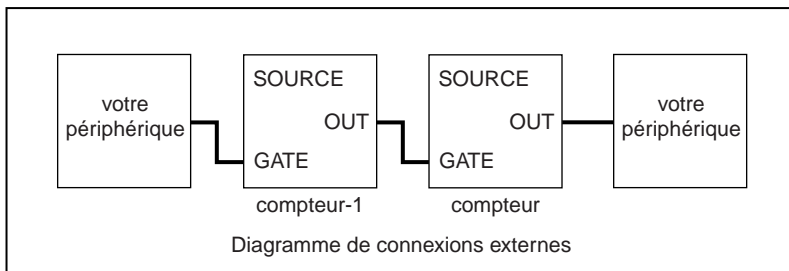 votre
périphérique
SOURCE
OUT
GATE
compteur-1
SOURCE
OUT
GATE
compteur
votre
périphérique
Diagramme de connexions externes